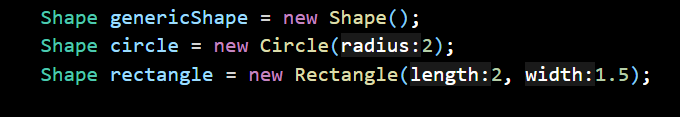 Shape genericShape = new Shape();
Shape circle = new Circle(radius:2);
Shape rectangle = new Rectangle(length:2, width:1.5);